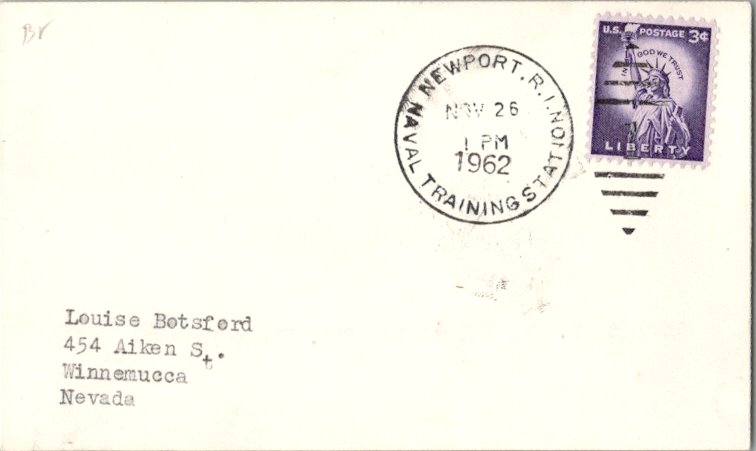 Br
NEWPORT, R.I.
NAVAL TRAINING STATION
NOV 26
1 PM
1962
U.S. POSTAGE 3¢
IN GOD WE TRUST
LIBERTY
Louise Botsford
454 Aiken St.
Winnemucca
Nevada